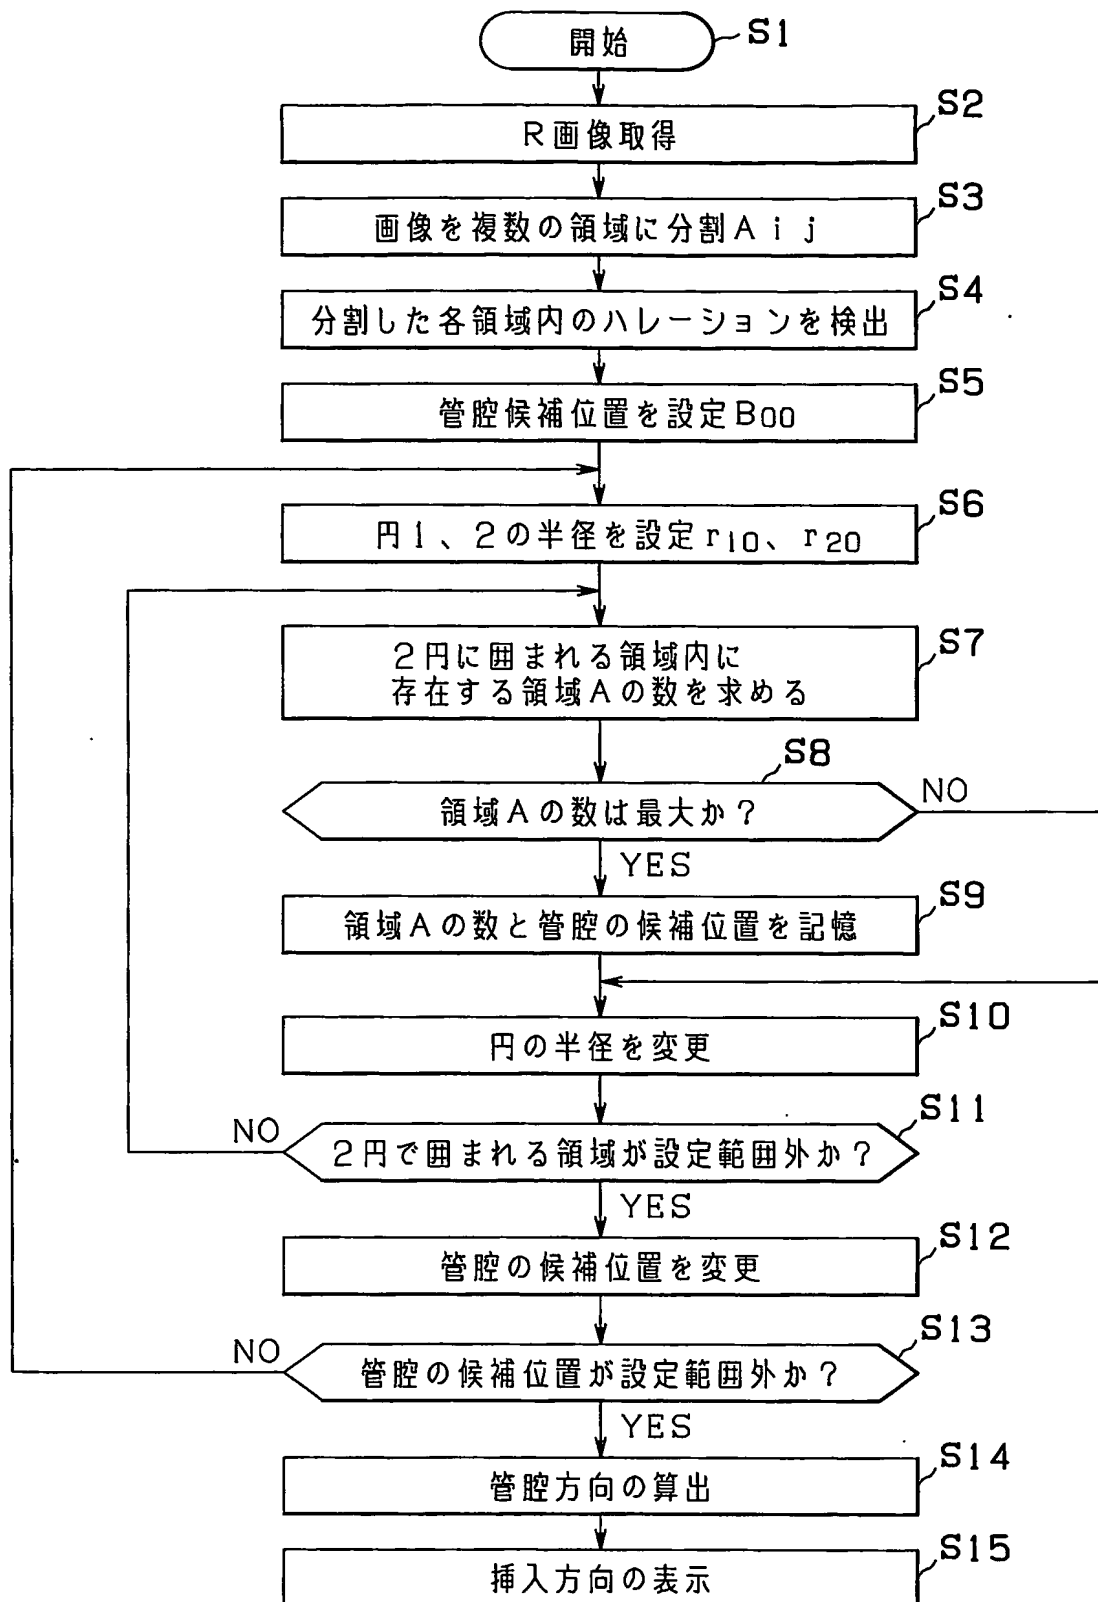 開始
S1
R画像取得
S2
画像を複数の領域に分割Aij
S3
分割した各領域内のハレーションを検出
S4
管腔候補位置を設定B00
S5
円1、2の半径を設定r10、r20
S6
2円に囲まれる領域内に
存在する領域Aの数を求める
S7
領域Aの数は最大か?
S8
NO
YES
領域Aの数と管腔の候補位置を記憶
S9
円の半径を変更
S10
2円で囲まれる領域が設定範囲外か?
S11
NO
YES
管腔の候補位置を変更
S12
管腔の候補位置が設定範囲外か?
S13
NO
YES
管腔方向の算出
S14
挿入方向の表示
S15